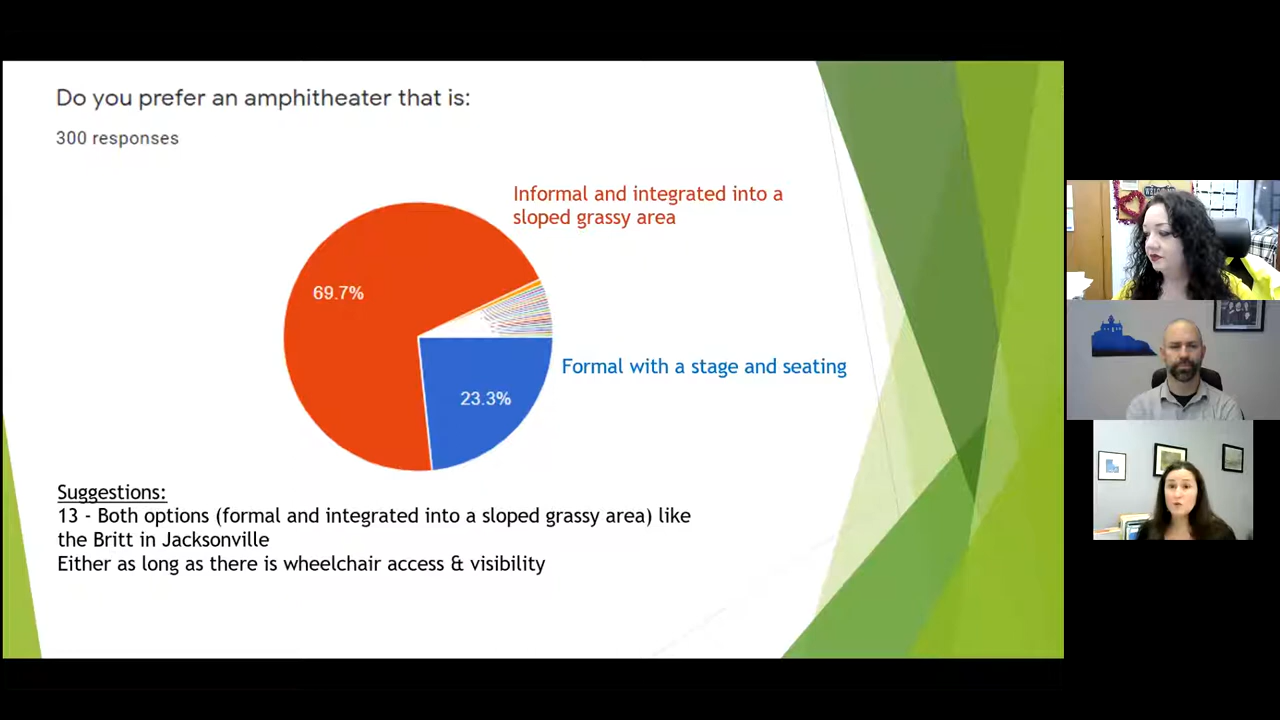 Do you prefer an amphitheater that is:
300 responses
Informal and integrated into a
sloped grassy area
69.7%
Formal with a stage and seating
23.3%
Suggestions:
13 - Both options (formal and integrated into a sloped grassy area) like
the Britt in Jacksonville
Either as long as there is wheelchair access & visibility